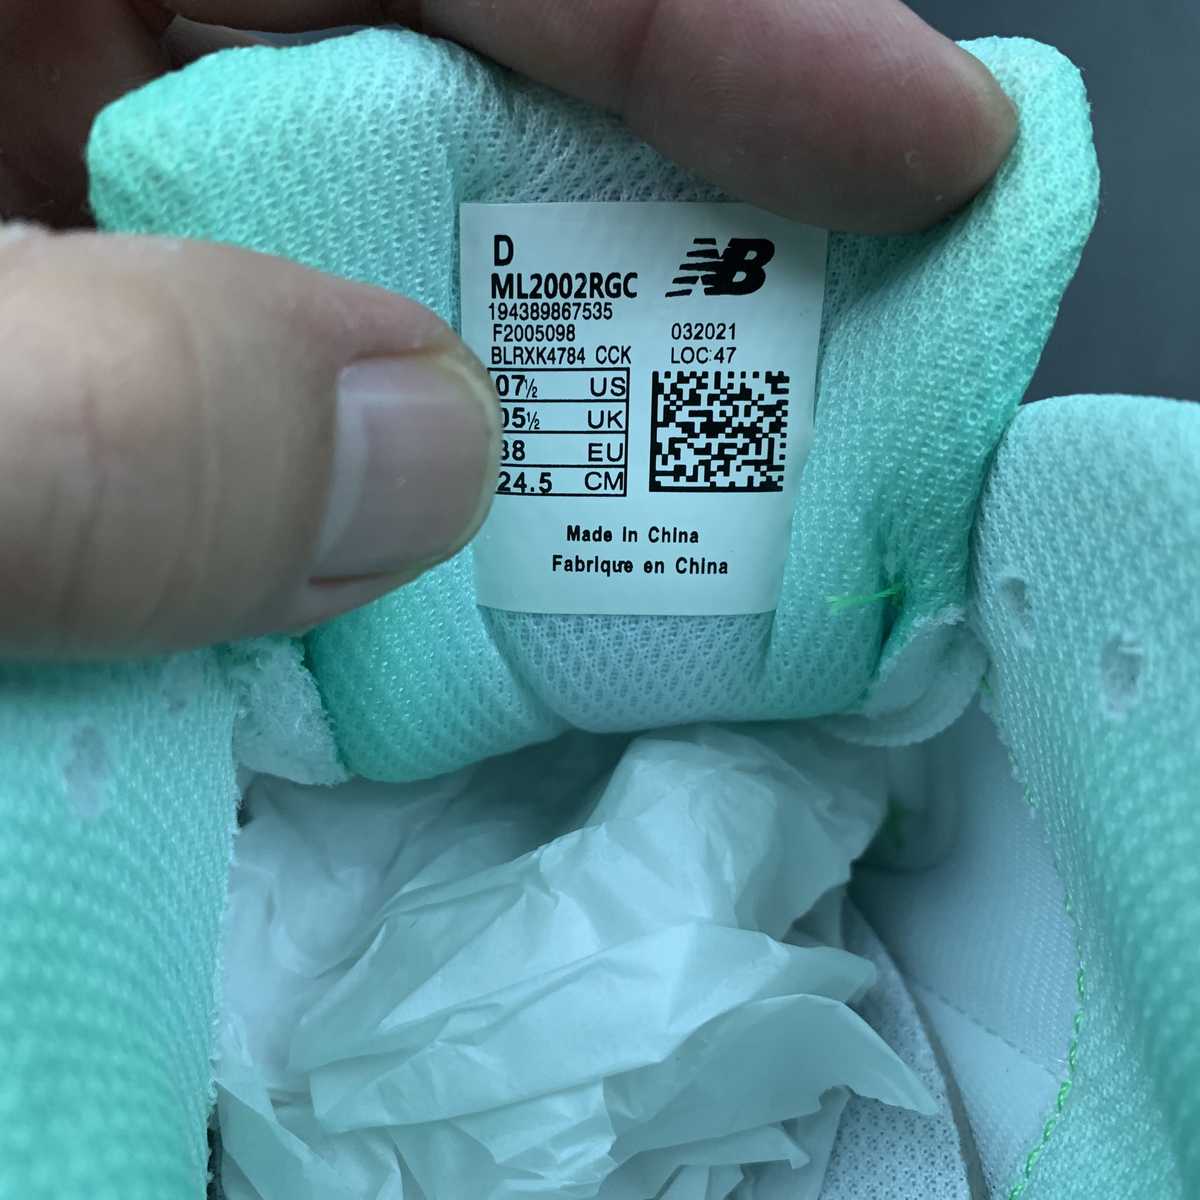 D
NB
ML2002RGC
194389867535
F2005098 032021
BLRXK4784 CCK LOC:47
07½ US
05½ UK
38 EU
24.5 CM
Made in China
Fabrique en China